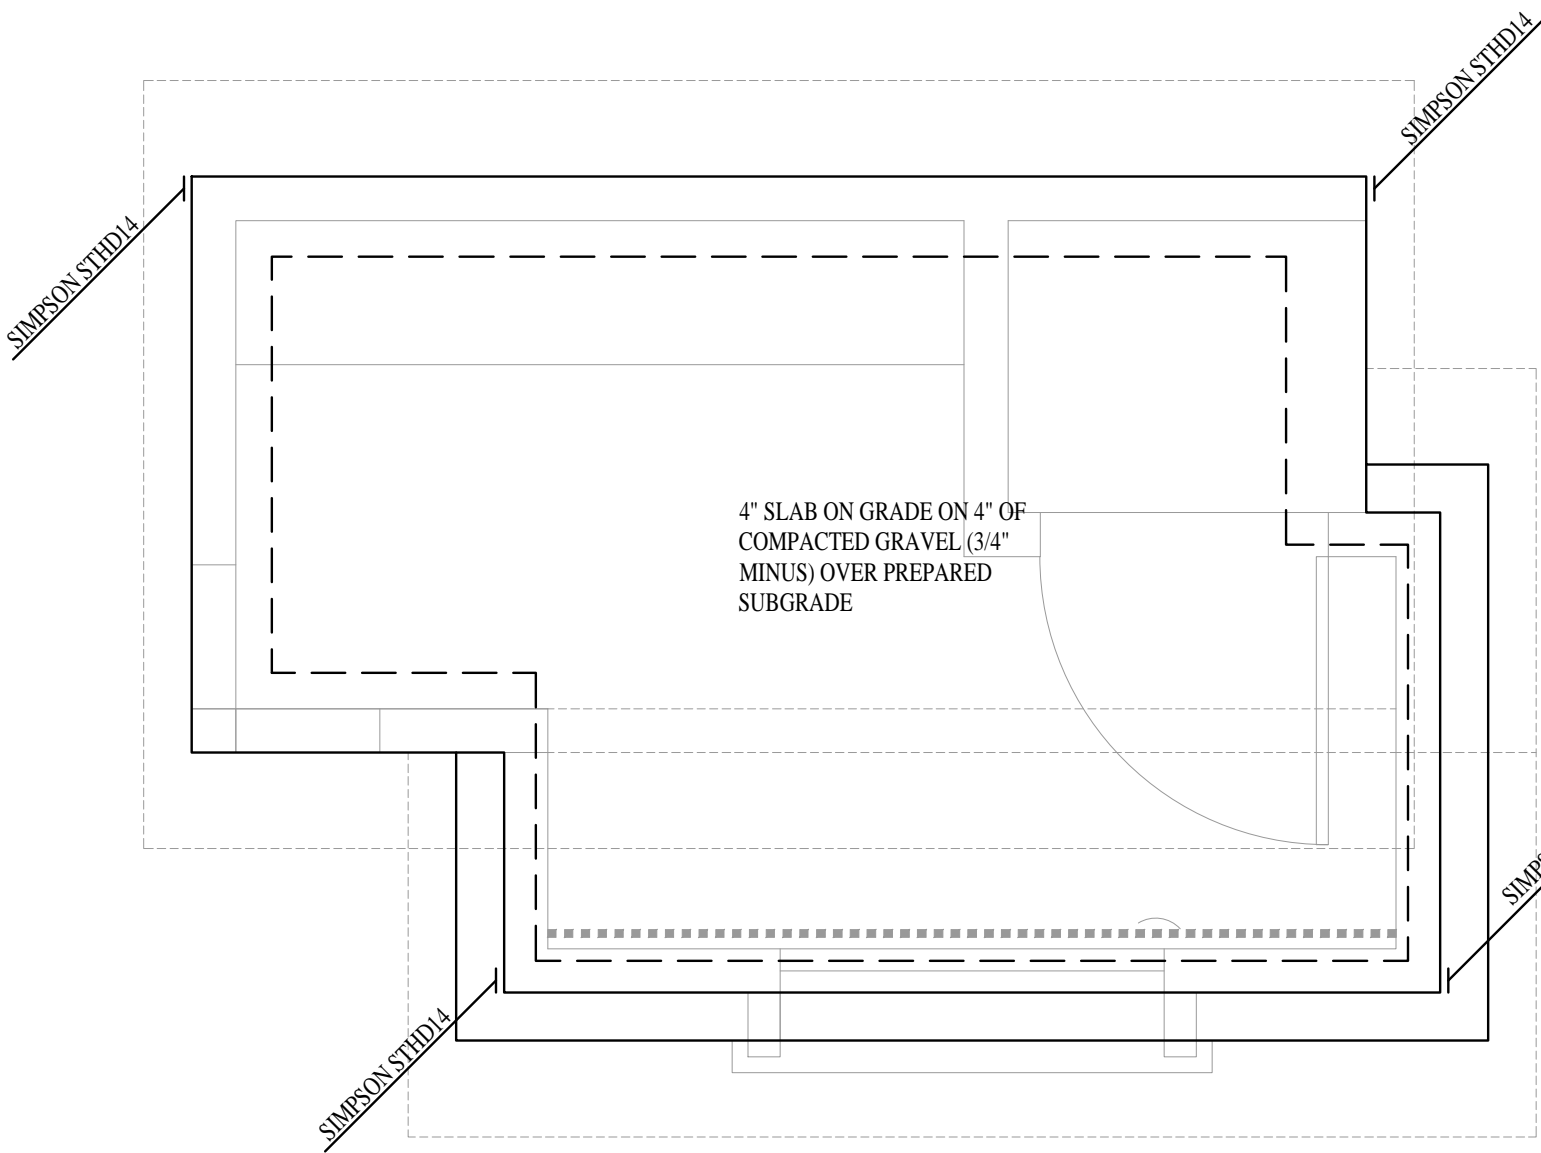 SIMPSON STHD14
SIMPSON STHD14
4" SLAB ON GRADE ON 4" OF
COMPACTED GRAVEL (3/4"
MINUS) OVER PREPARED
SUBGRADE
SIMPSON STHD14